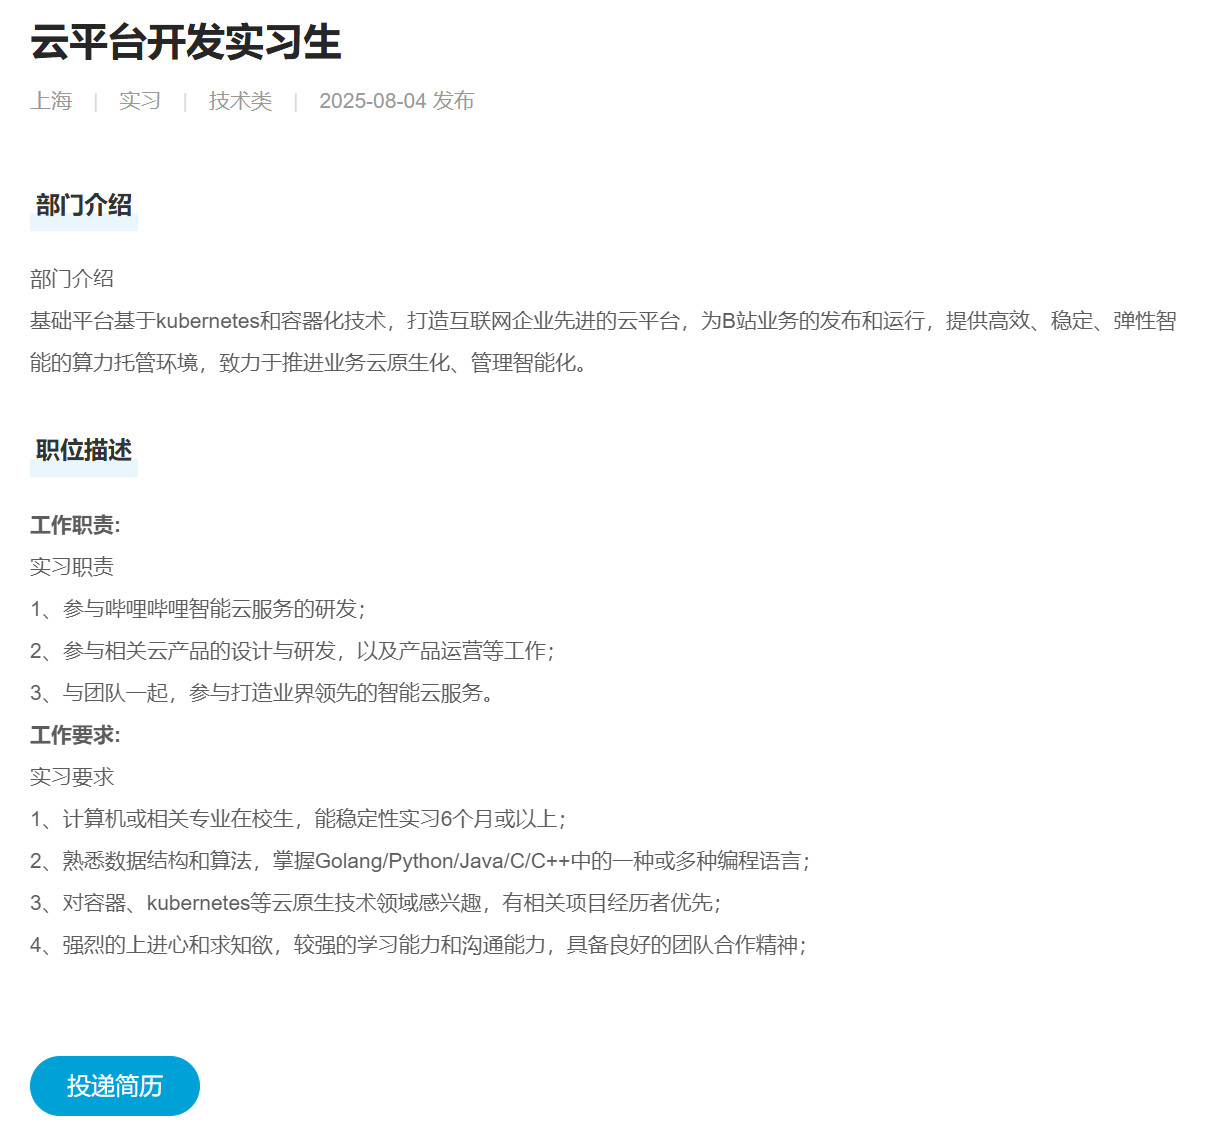 云平台开发实习生
上海 | 实习 | 技术类 | 2025-08-04 发布
部门介绍
部门介绍
基础平台基于kubernetes和容器化技术，打造互联网企业先进的云平台，为B站业务的发布和运行，提供高效、稳定、弹性智
能的算力托管环境，致力于推进业务云原生化、管理智能化。
职位描述
工作职责:
实习职责
1、参与哔哩哔哩智能云服务的研发；
2、参与相关云产品的设计与研发，以及产品运营等工作；
3、与团队一起，参与打造业界领先的智能云服务。
工作要求:
实习要求
1、计算机或相关专业在校生，能稳定性实习6个月或以上；
2、熟悉数据结构和算法，掌握Golang/Python/Java/C/C++中的一种或多种编程语言；
3、对容器、kubernetes等云原生技术领域感兴趣，有相关项目经历者优先；
4、强烈的上进心和求知欲，较强的学习能力和沟通能力，具备良好的团队合作精神；
投递简历